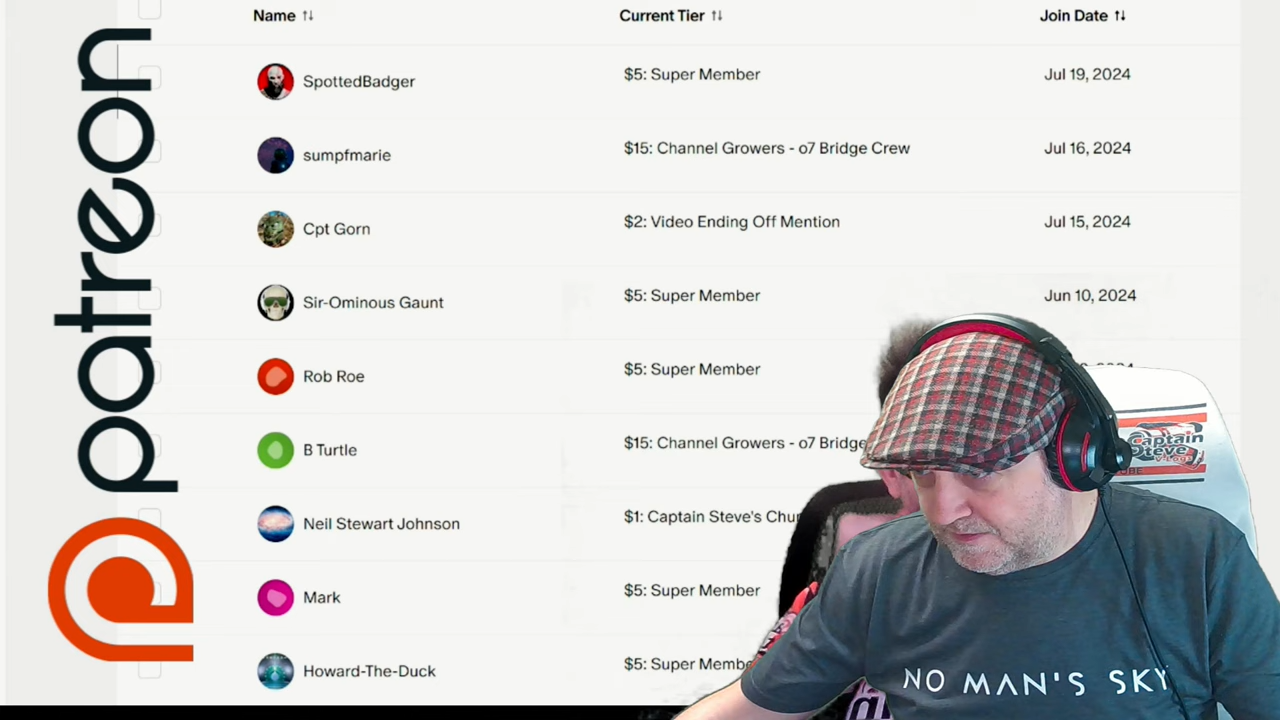 Name ↑↓ Current Tier ↑↓ Join Date ↑↓
SpottedBadger $5: Super Member Jul 19, 2024
sumpfmarie $15: Channel Growers - o7 Bridge Crew Jul 16, 2024
Cpt Gorn $2: Video Ending Off Mention Jul 15, 2024
Sir-Ominous Gaunt $5: Super Member Jun 10, 2024
Rob Roe $5: Super Member
B Turtle $15: Channel Growers - o7 Bridge
Neil Stewart Johnson $1: Captain Steve's
Mark $5: Super Member
Howard-The-Duck $5: Super
patreon
Captain
Steve
NO MAN'S SKY